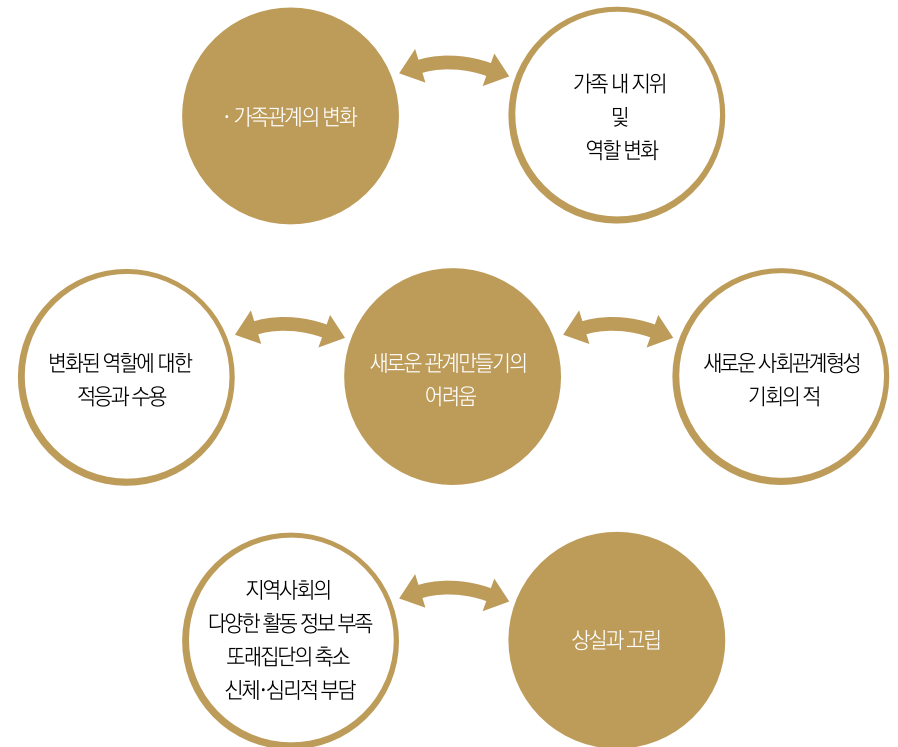 · 가족관계의 변화
가족 내 지위
및
역할 변화
변화된 역할에 대한
적응과 수용
새로운 관계만들기의
어려움
새로운 사회관계형성
기회의 적
지역사회의
다양한 활동 정보 부족
또래집단의 축소
신체·심리적 부담
상실과 고립